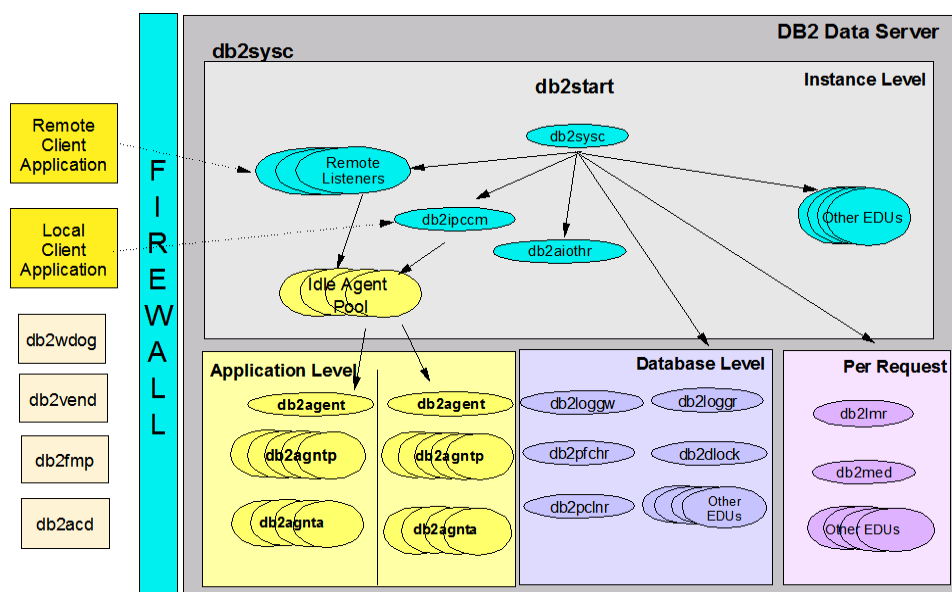 DB2 Data Server
db2sysc
Instance Level
db2start
db2sysc
Remote
Client
Application
Remote
Listeners
Other EDUs
Local
Client
Application
db2ipccm
db2aiothr
Idle Agent
Pool
FIREWALL
db2wdog
db2vend
db2fmp
db2acd
Application Level
db2agent
db2agent
db2agntp
db2agntp
db2agnta
db2agnta
Database Level
db2loggw
db2loggr
db2pfchr
db2dlock
db2pclnr
Other
EDUs
Per Request
db2lmr
db2med
Other EDUs